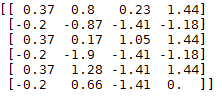 [[ 0.37 0.8 0.23 1.44]
[-0.2 -0.87 -1.41 -1.18]
[ 0.37 0.17 1.05 1.44]
[-0.2 -1.9 -1.41 -1.18]
[ 0.37 1.28 -1.41 1.44]
[-0.2 0.66 -1.41 0. ]]